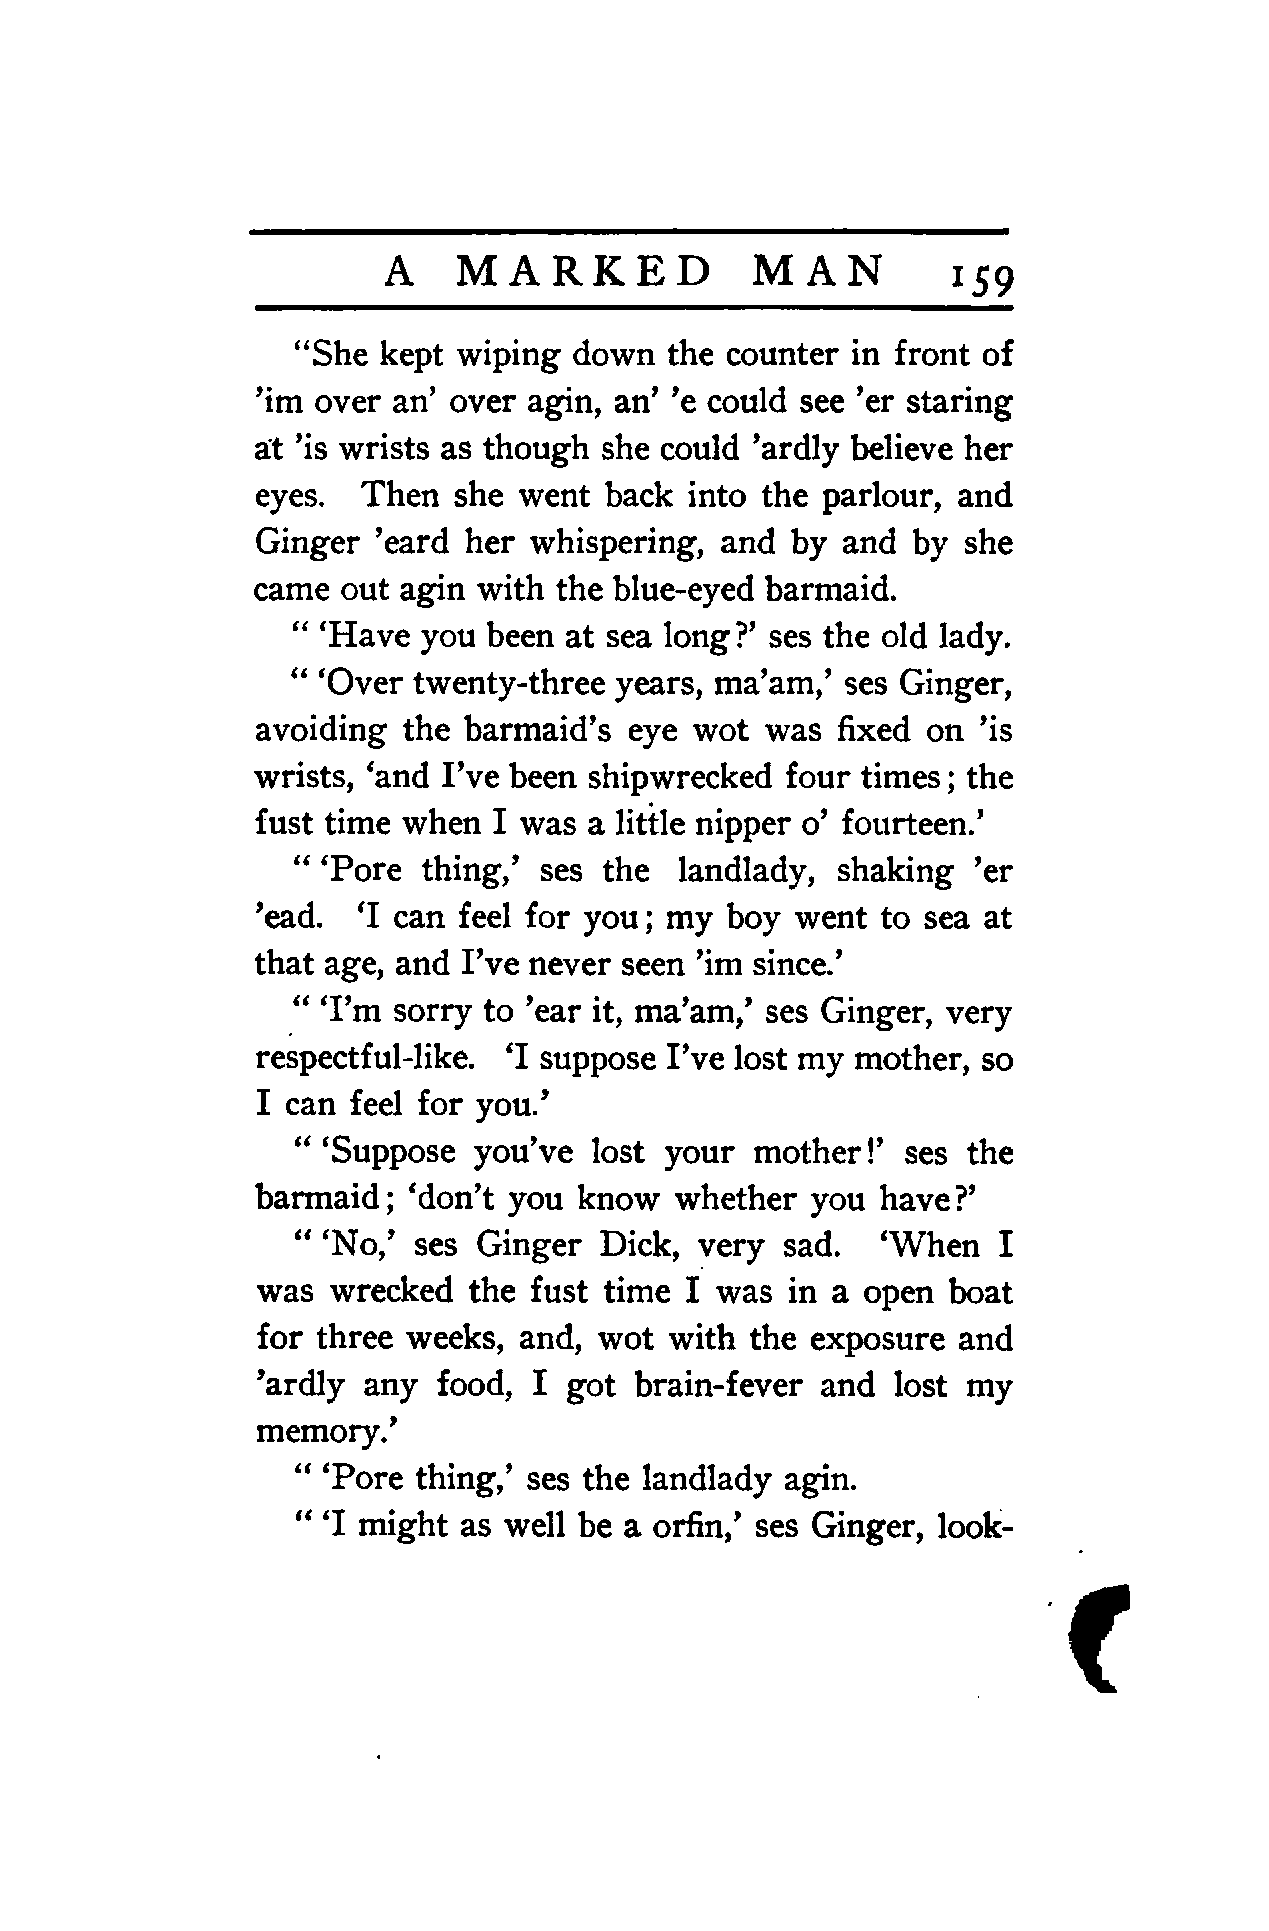 A MARKED MAN 159
"She kept wiping down the counter in front of
'im over an' over agin, an' 'e could see 'er staring
at 'is wrists as though she could 'ardly believe her
eyes. Then she went back into the parlour, and
Ginger 'eard her whispering, and by and by she
came out agin with the blue-eyed barmaid.
" 'Have you been at sea long?' ses the old lady.
" 'Over twenty-three years, ma'am,' ses Ginger,
avoiding the barmaid's eye wot was fixed on 'is
wrists, 'and I've been shipwrecked four times; the
fust time when I was a little nipper o' fourteen.'
" 'Pore thing,' ses the landlady, shaking 'er
'ead. 'I can feel for you; my boy went to sea at
that age, and I've never seen 'im since.'
" 'I'm sorry to 'ear it, ma'am,' ses Ginger, very
respectful-like. 'I suppose I've lost my mother, so
I can feel for you.'
" 'Suppose you've lost your mother!' ses the
barmaid; 'don't you know whether you have?'
" 'No,' ses Ginger Dick, very sad. 'When I
was wrecked the fust time I was in a open boat
for three weeks, and, wot with the exposure and
'ardly any food, I got brain-fever and lost my
memory.'
" 'Pore thing,' ses the landlady agin.
" 'I might as well be a orfin,' ses Ginger, look-